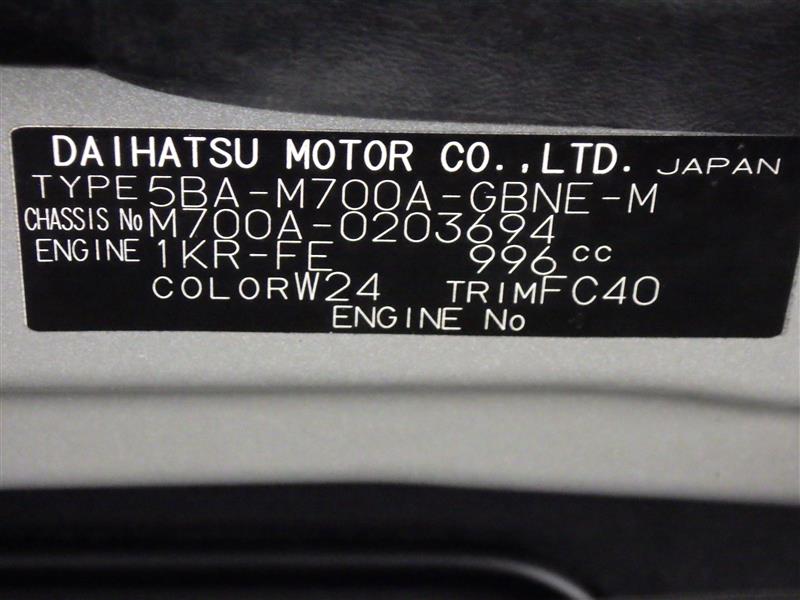 DAIHATSU MOTOR CO.,LTD. JAPAN
TYPE 5BA-M700A-GBNE-M
CHASSIS No M700A-0203694
ENGINE 1KR-FE 996 cc
COLOR W24 TRIM FC40
ENGINE No